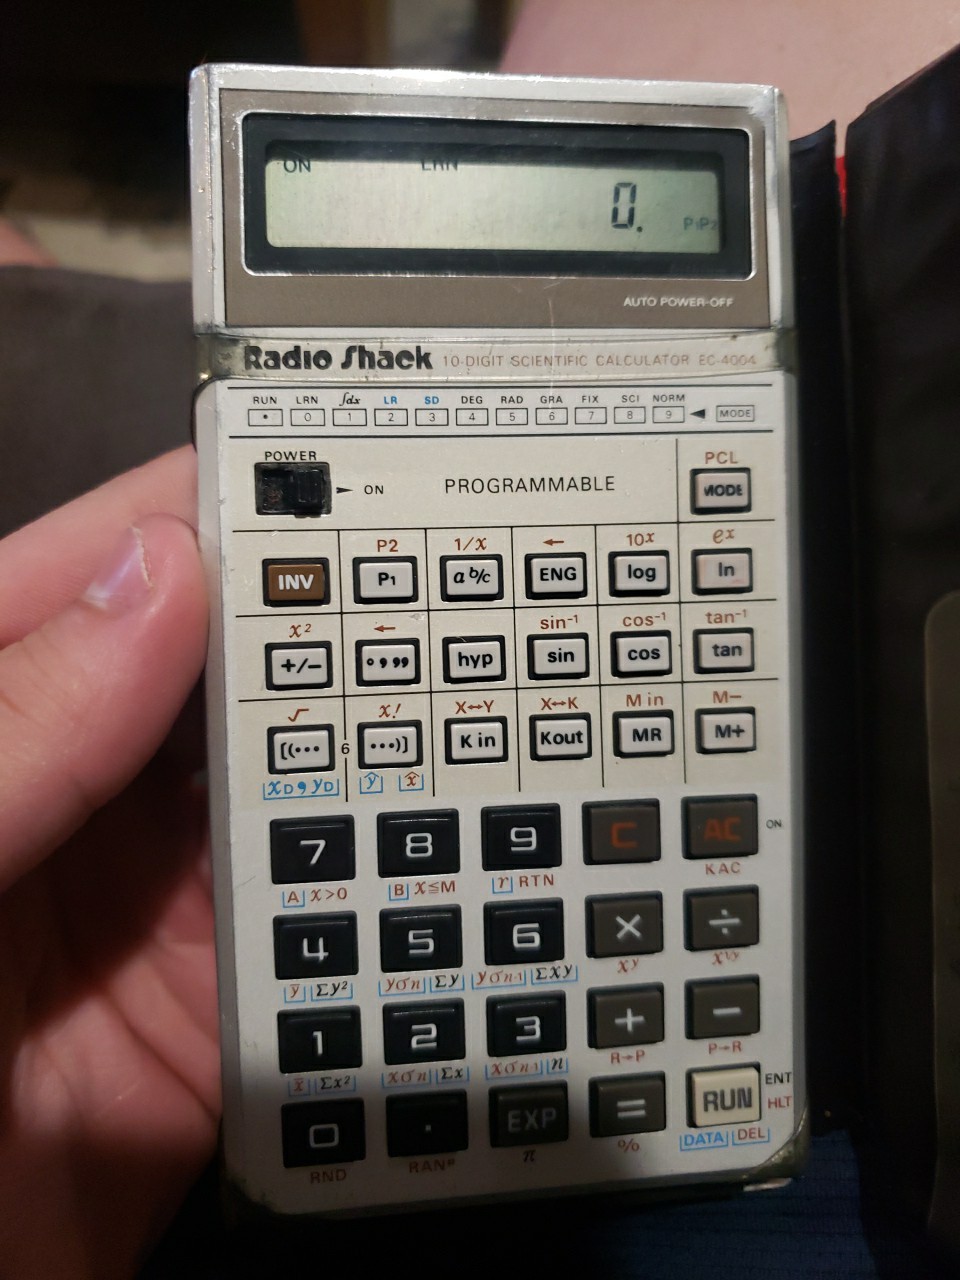 ON LRN
0.
P1P2
AUTO POWER-OFF
Radio Shack 10-DIGIT SCIENTIFIC CALCULATOR EC-4004
RUN LRN ∫dx LR SD DEG RAD GRA FIX SCI NORM
• 0 1 2 3 4 5 6 7 8 9 ◄ MODE
POWER
► ON PROGRAMMABLE
PCL
MODE
P2 1/x ← 10ˣ eˣ
INV P1 a b/c ENG log ln
x² ← sin⁻¹ cos⁻¹ tan⁻¹
+/− °,,, hyp sin cos tan
√ x! X↔Y X↔K M in M−
[(••• 6 •••)] K in Kout MR M+
xD,yD ŷ x̂
7 8 9 C AC ON
A x>0 B x≦M r RTN KAC
4 5 6 × ÷
ȳ Σy² yσn Σy yσn-1 Σxy xʸ x¹/ʸ
1 2 3 + −
x̄ Σx² xσn Σx xσn-1 n R→P P→R
0 . EXP = RUN ENT
HLT
RND RAN# π % DATA DEL